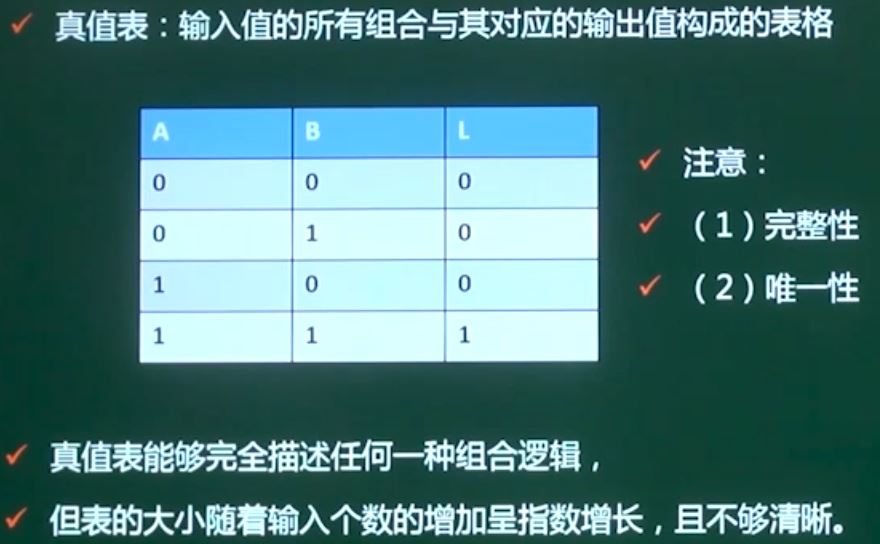 ✓ 真值表：输入值的所有组合与其对应的输出值构成的表格
A B L
0 0 0
0 1 0
1 0 0
1 1 1
✓ 注意：
✓ （1）完整性
✓ （2）唯一性
✓ 真值表能够完全描述任何一种组合逻辑，
✓ 但表的大小随着输入个数的增加呈指数增长，且不够清晰。